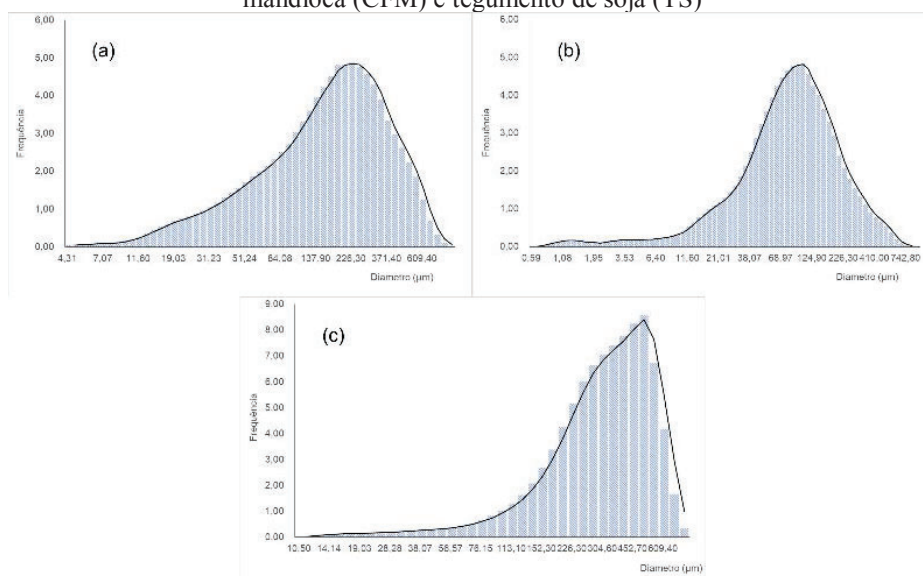 mandioca (CFM) e tegumento de soja (TS)
(a)
Frequência
6,00
5,00
4,00
3,00
2,00
1,00
0,00
4,31 7,07 11,60 19,03 31,23 51,24 84,08 137,90 226,30 371,40 609,40
Diametro (µm)
(b)
Frequência
6,00
5,00
4,00
3,00
2,00
1,00
0,00
0,59 1,08 1,95 3,53 6,40 11,60 21,01 38,07 68,97 124,90 226,30 410,00 742,80
Diametro (µm)
(c)
Frequência
9,00
8,00
7,00
6,00
5,00
4,00
3,00
2,00
1,00
0,00
10,50 14,14 19,03 28,28 38,07 56,57 76,15 113,10 152,30 226,30 304,60 452,70 609,40
Diametro (µm)